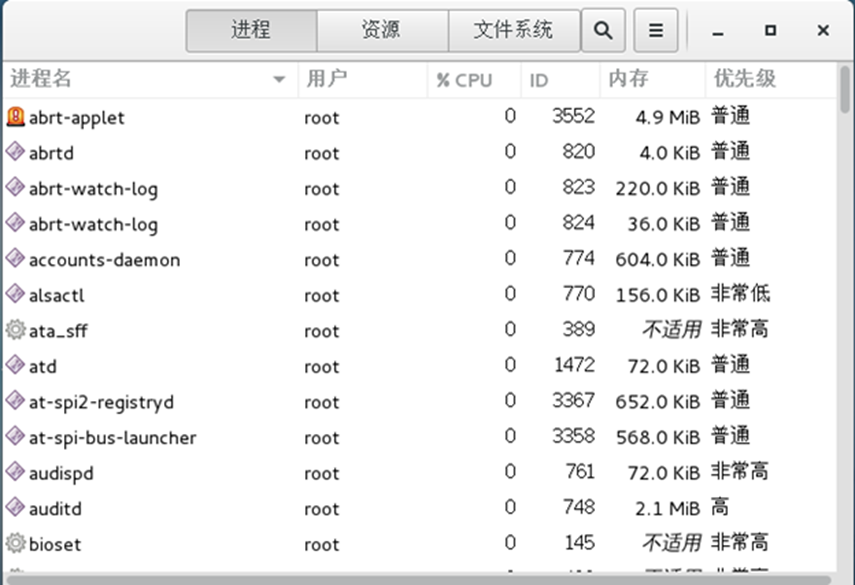 进程 资源 文件系统
进程名 用户 % CPU ID 内存 优先级
abrt-applet root 0 3552 4.9 MiB 普通
abrtd root 0 820 4.0 KiB 普通
abrt-watch-log root 0 823 220.0 KiB 普通
abrt-watch-log root 0 824 36.0 KiB 普通
accounts-daemon root 0 774 604.0 KiB 普通
alsactl root 0 770 156.0 KiB 非常低
ata_sff root 0 389 不适用 非常高
atd root 0 1472 72.0 KiB 普通
at-spi2-registryd root 0 3367 652.0 KiB 普通
at-spi-bus-launcher root 0 3358 568.0 KiB 普通
audispd root 0 761 72.0 KiB 非常高
auditd root 0 748 2.1 MiB 高
bioset root 0 145 不适用 非常高